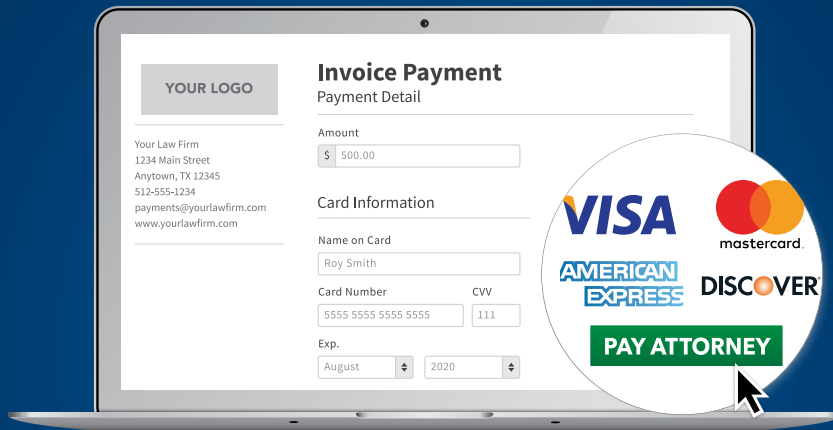 YOUR LOGO
Your Law Firm
1234 Main Street
Anytown, TX 12345
512-555-1234
payments@yourlawfirm.com
www.yourlawfirm.com
Invoice Payment
Payment Detail
Amount
$ 500.00
Card Information
Name on Card
Roy Smith
Card Number CVV
5555 5555 5555 5555 111
Exp.
August 2020
VISA
mastercard.
AMERICAN
EXPRESS
DISCOVER
PAY ATTORNEY